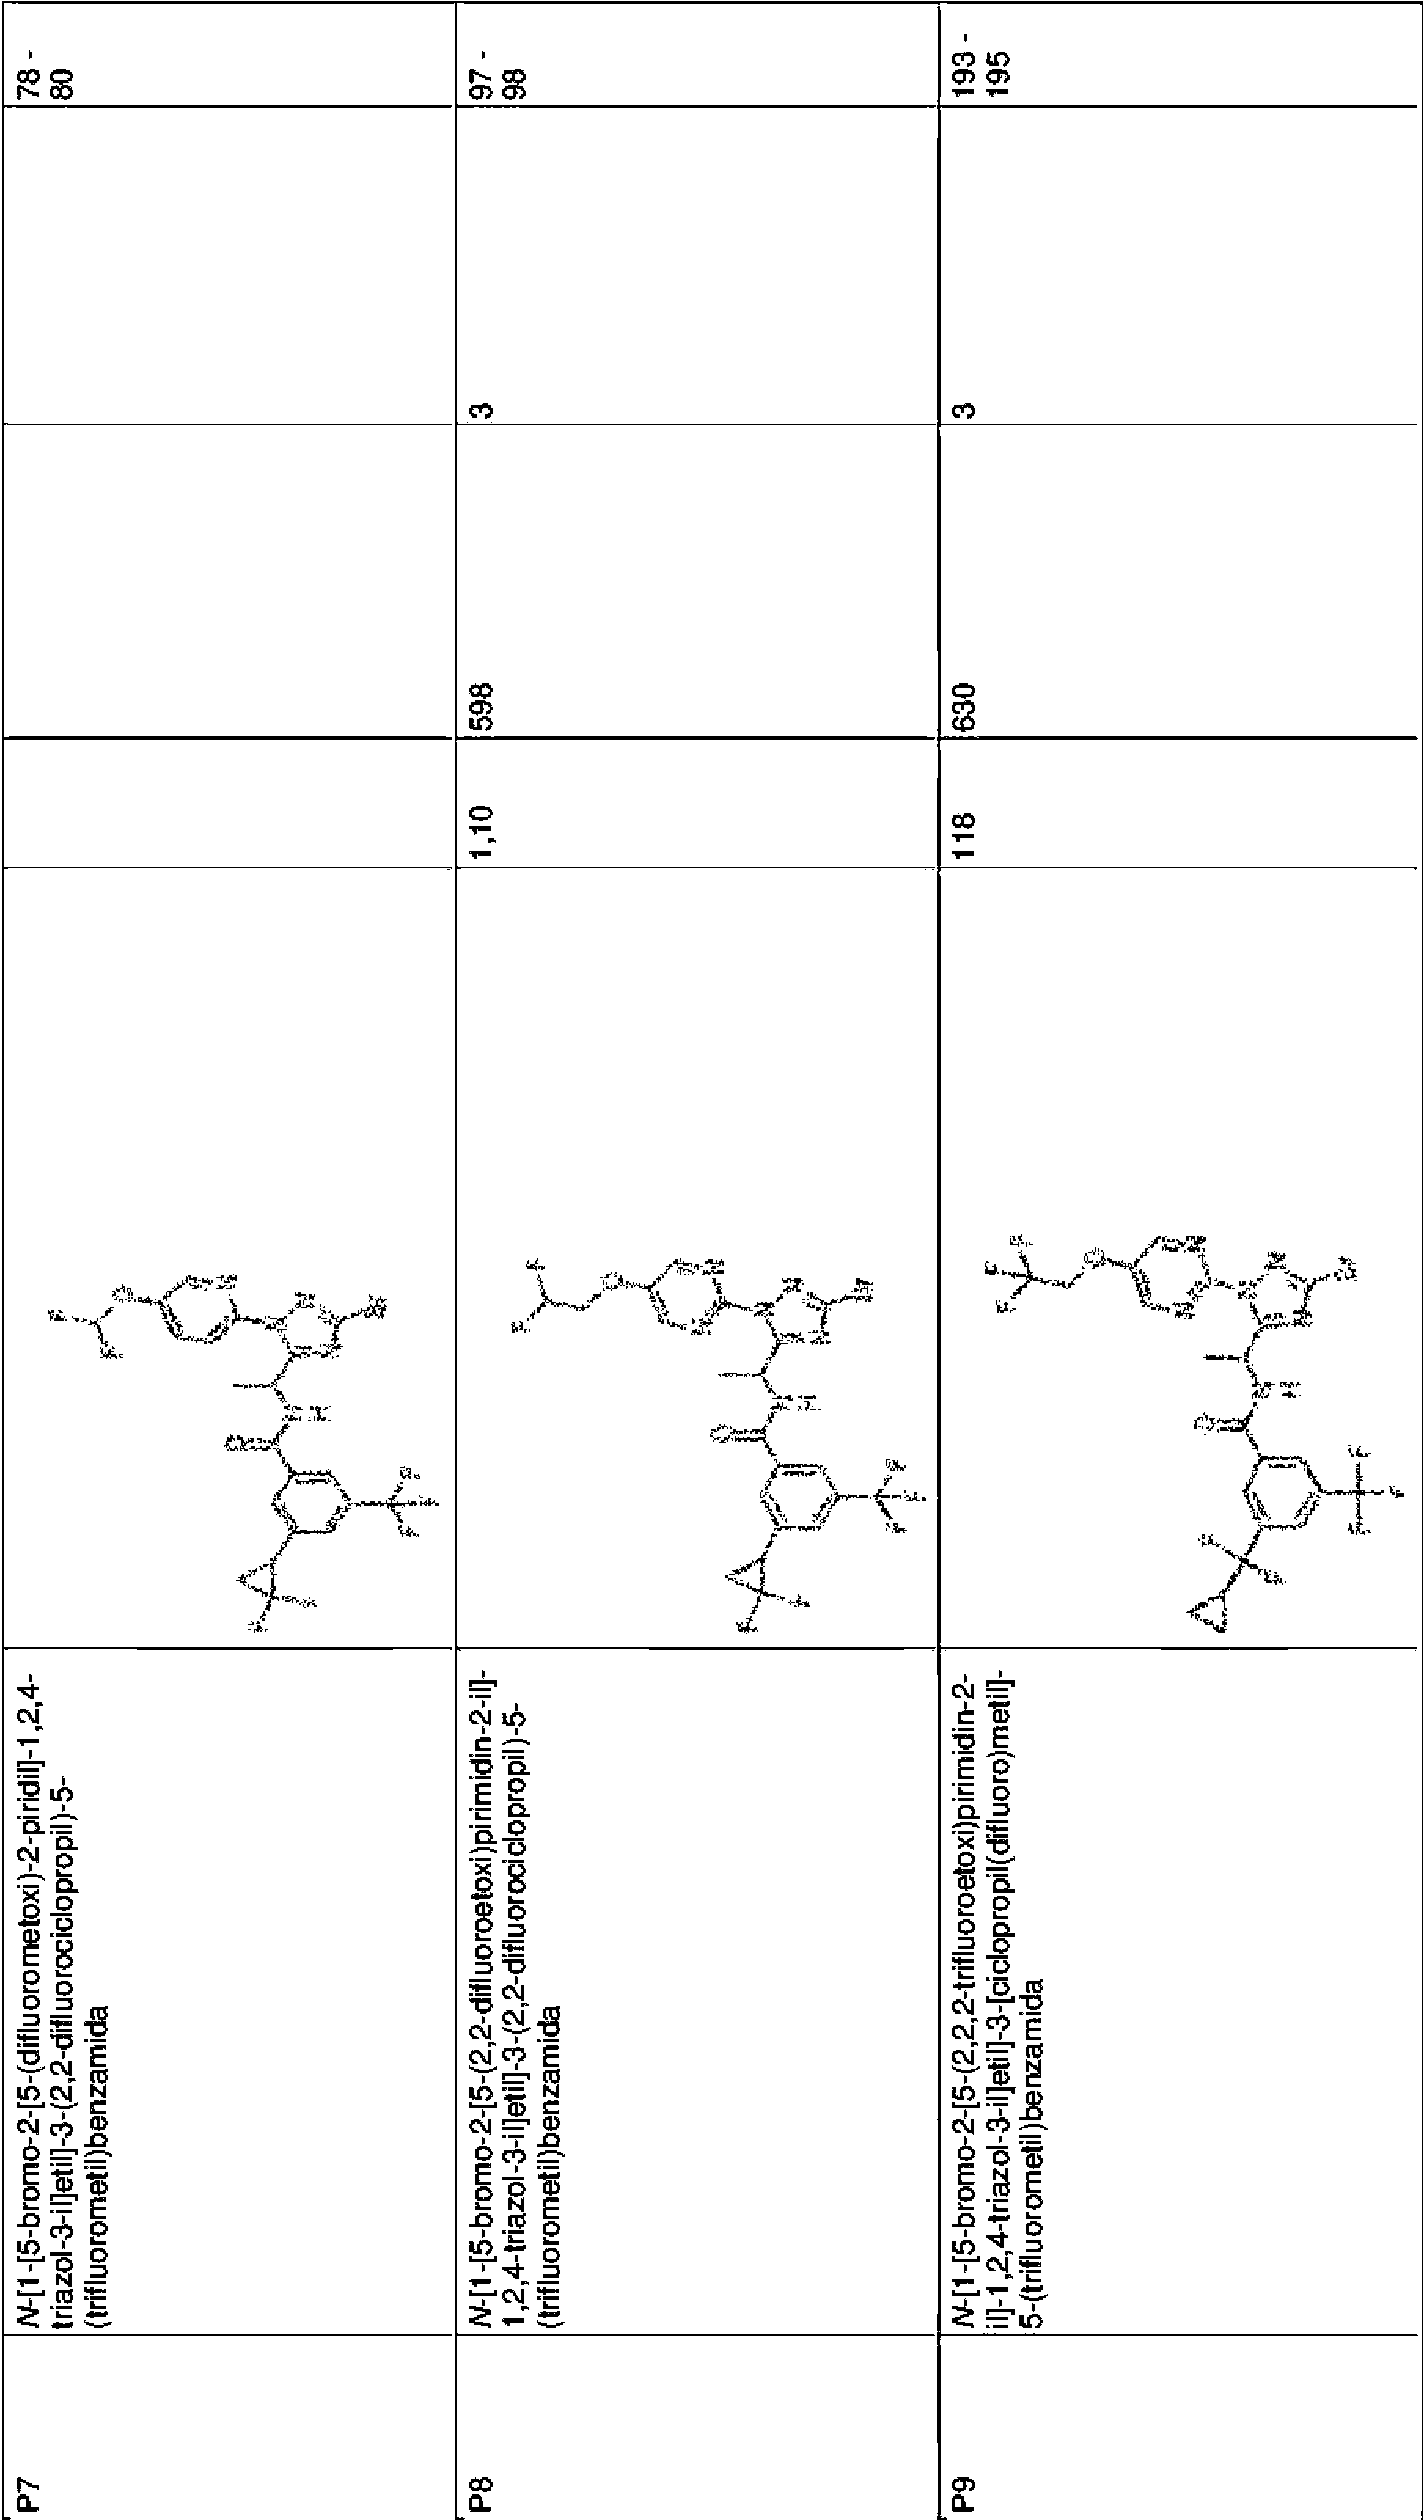 P7
N-[1-[5-bromo-2-[5-(difluorometoxi)-2-piridil]-1,2,4-
triazol-3-il]etil]-3-(2,2-difluorociclopropil)-5-
(trifluorometil)benzamida
78 -
80
P8
N-[1-[5-bromo-2-[5-(2,2-difluoroetoxi)pirimidin-2-il]-
1,2,4-triazol-3-il]etil]-3-(2,2-difluorociclopropil)-5-
(trifluorometil)benzamida
1,10
598
3
97 -
98
P9
N-[1-[5-bromo-2-[5-(2,2,2-trifluoroetoxi)pirimidin-2-
il]-1,2,4-triazol-3-il]etil]-3-[ciclopropil(difluoro)metil]-
5-(trifluorometil)benzamida
118
630
3
193 -
195